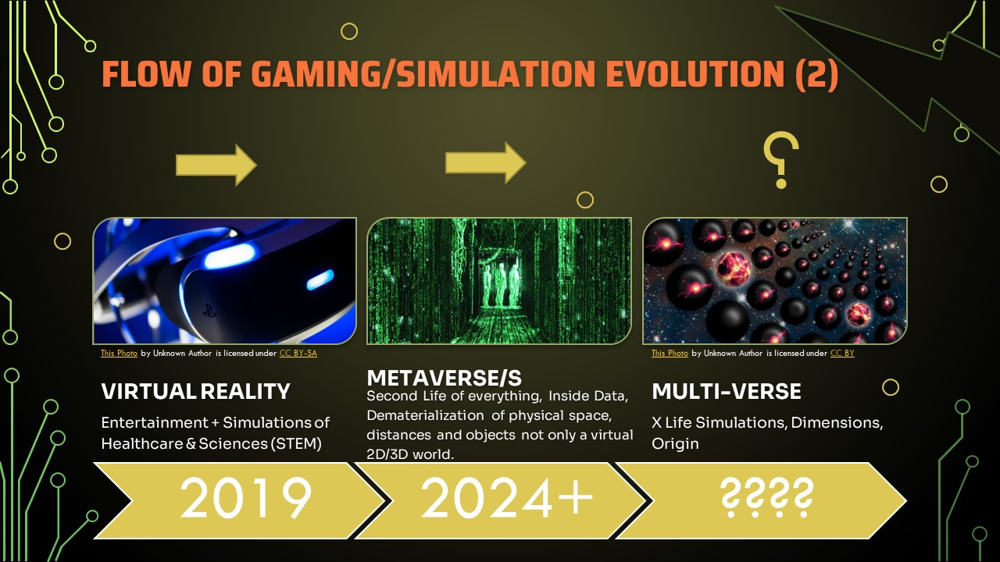 FLOW OF GAMING/SIMULATION EVOLUTION (2)
?
This Photo by Unknown Author is licensed under CC BY-SA
VIRTUAL REALITY
Entertainment + Simulations of
Healthcare & Sciences (STEM)
METAVERSE/S
Second Life of everything, Inside Data,
Dematerialization of physical space,
distances and objects not only a virtual
2D/3D world.
This Photo by Unknown Author is licensed under CC BY
MULTI-VERSE
X Life Simulations, Dimensions,
Origin
2019
2024+
????